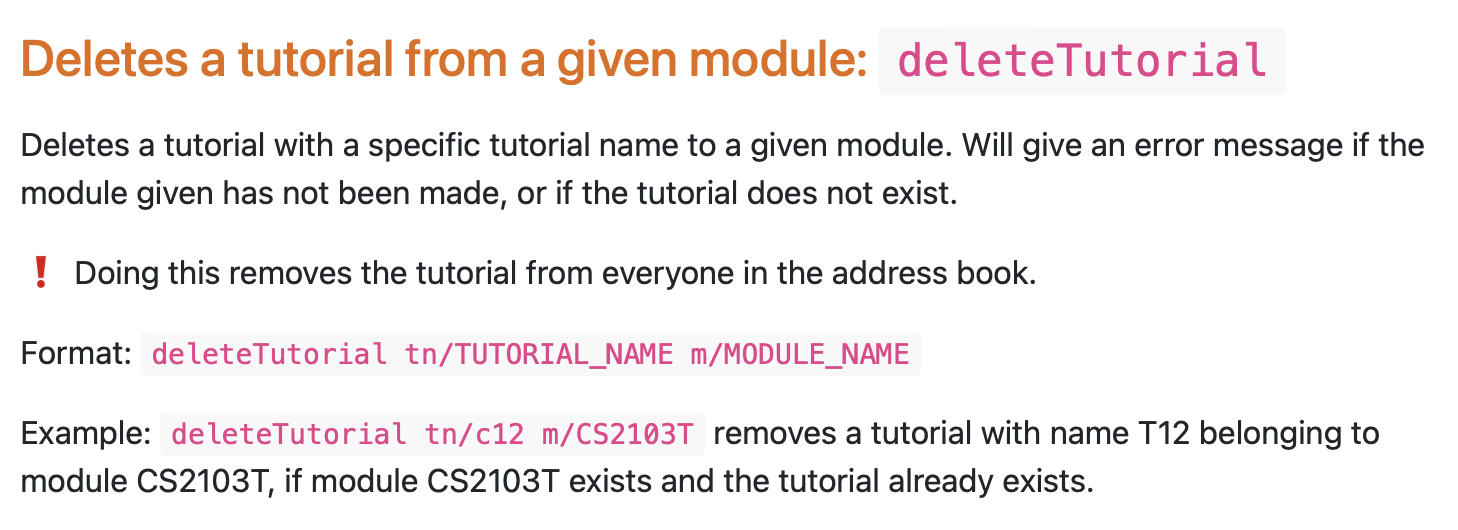 Deletes a tutorial from a given module: deleteTutorial
Deletes a tutorial with a specific tutorial name to a given module. Will give an error message if the
module given has not been made, or if the tutorial does not exist.
❗ Doing this removes the tutorial from everyone in the address book.
Format: deleteTutorial tn/TUTORIAL_NAME m/MODULE_NAME
Example: deleteTutorial tn/c12 m/CS2103T removes a tutorial with name T12 belonging to
module CS2103T, if module CS2103T exists and the tutorial already exists.